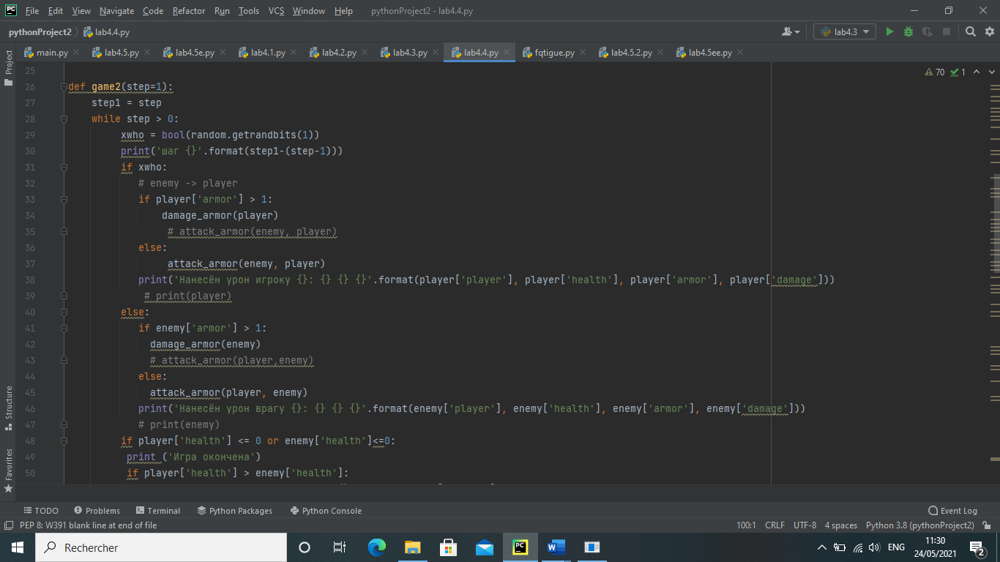 File Edit View Navigate Code Refactor Run Tools VCS Window Help pythonProject2 - lab4.4.py
pythonProject2 lab4.4.py lab4.3
main.py lab4.5.py lab4.5e.py lab4.1.py lab4.2.py lab4.3.py lab4.4.py fqtigue.py lab4.5.2.py lab4.5ee.py
Project
Structure
Favorites
70 1
25
26 def game2(step=1):
27 step1 = step
28 while step > 0:
29 xwho = bool(random.getrandbits(1))
30 print('шаг {}'.format(step1-(step-1)))
31 if xwho:
32 # enemy -> player
33 if player['armor'] > 1:
34 damage_armor(player)
35 # attack_armor(enemy, player)
36 else:
37 attack_armor(enemy, player)
38 print('Нанесён урон игроку {}: {} {} {}'.format(player['player'], player['health'], player['armor'], player['damage']))
39 # print(player)
40 else:
41 if enemy['armor'] > 1:
42 damage_armor(enemy)
43 # attack_armor(player,enemy)
44 else:
45 attack_armor(player, enemy)
46 print('Нанесён урон врагу {}: {} {} {}'.format(enemy['player'], enemy['health'], enemy['armor'], enemy['damage']))
47 # print(enemy)
48 if player['health'] <= 0 or enemy['health']<=0:
49 print ('Игра окончена')
50 if player['health'] > enemy['health']:
TODO Problems Terminal Python Packages Python Console Event Log
PEP 8: W391 blank line at end of file 100:1 CRLF UTF-8 4 spaces Python 3.8 (pythonProject2)
Rechercher ENG 11:30
24/05/2021 2